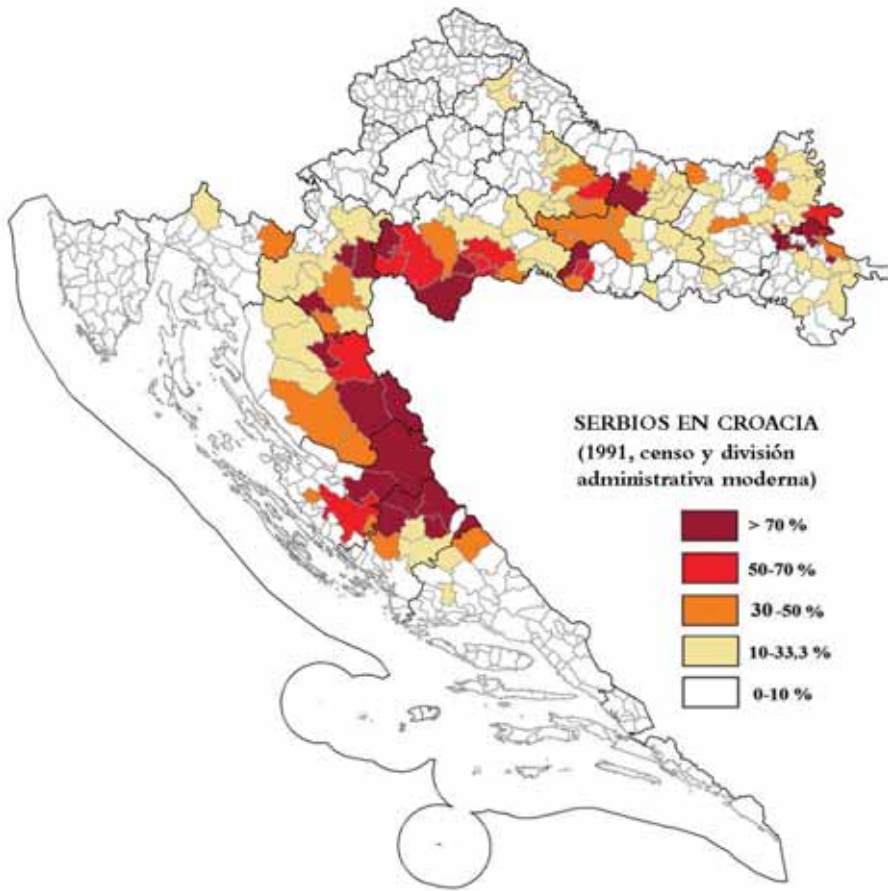 SERBIOS EN CROACIA
(1991, censo y división
administrativa moderna)
> 70 %
50-70 %
30-50 %
10-33,3 %
0-10 %